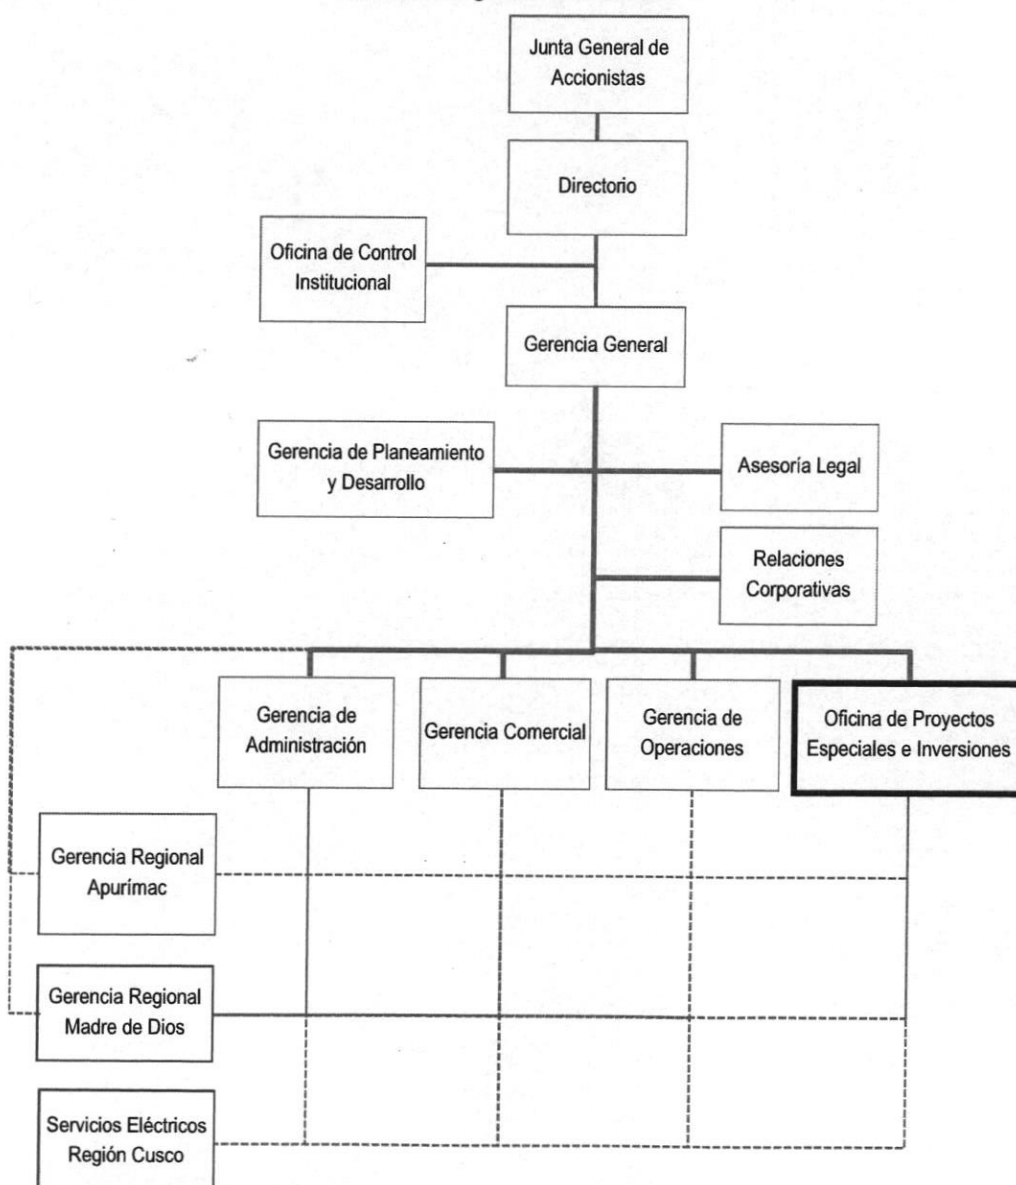 Junta General de
Accionistas
Directorio
Oficina de Control
Institucional
Gerencia General
Gerencia de Planeamiento
y Desarrollo
Asesoría Legal
Relaciones
Corporativas
Gerencia de
Administración
Gerencia Comercial
Gerencia de
Operaciones
Oficina de Proyectos
Especiales e Inversiones
Gerencia Regional
Apurímac
Gerencia Regional
Madre de Dios
Servicios Eléctricos
Región Cusco